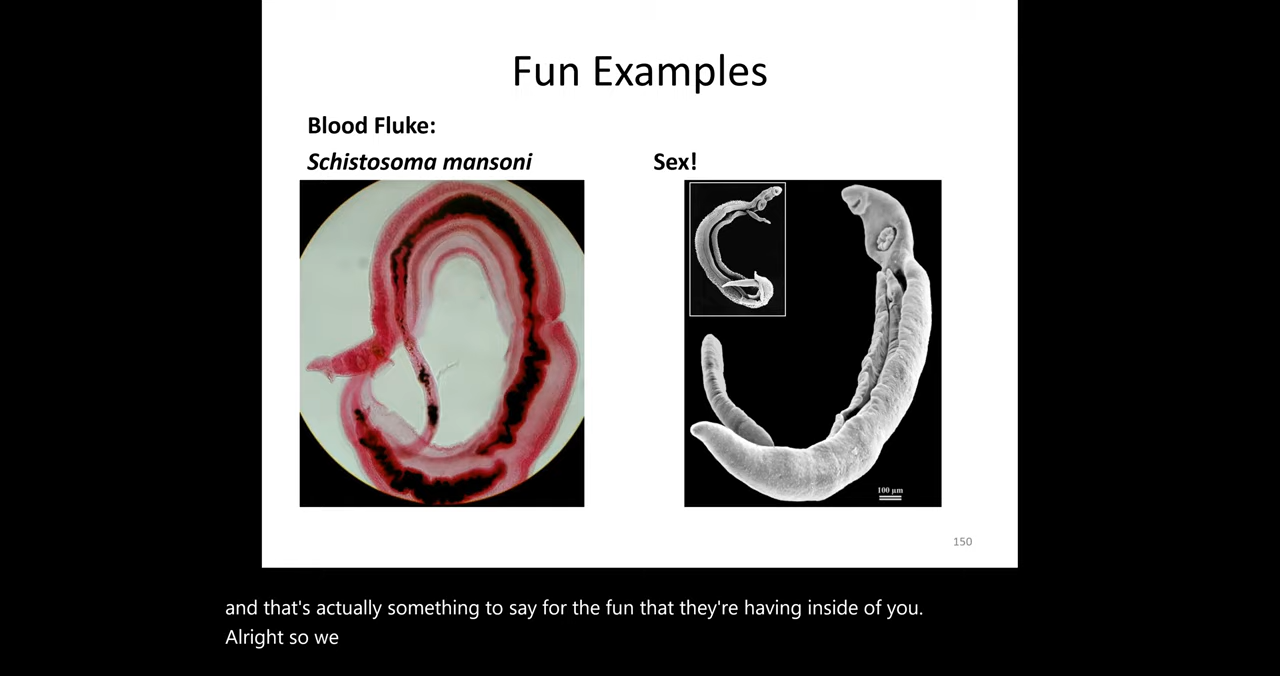 Fun Examples
Blood Fluke:
Schistosoma mansoni
Sex!
100 µm
150
and that's actually something to say for the fun that they're having inside of you.
Alright so we